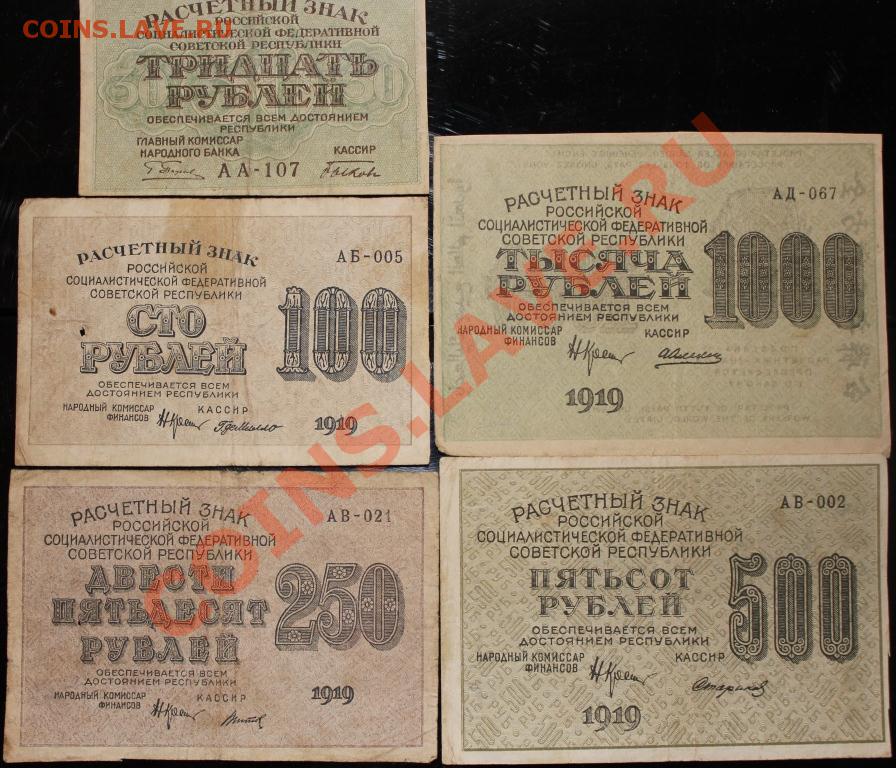 COINS.LAVE.RU
РАСЧЕТНЫЙ ЗНАК
РОССИЙСКОЙ
СОЦИАЛИСТИЧЕСКОЙ ФЕДЕРАТИВНОЙ
СОВЕТСКОЙ РЕСПУБЛИКИ
ТРИДЦАТЬ
РУБЛЕЙ
ОБЕСПЕЧИВАЕТСЯ ВСЕМ ДОСТОЯНИЕМ
РЕСПУБЛИКИ
ГЛАВНЫЙ КОМИССАР КАССИР
НАРОДНОГО БАНКА
АА-107
РАСЧЕТНЫЙ ЗНАК
АБ-005
РОССИЙСКОЙ
СОЦИАЛИСТИЧЕСКОЙ ФЕДЕРАТИВНОЙ
СОВЕТСКОЙ РЕСПУБЛИКИ
СТО
РУБЛЕЙ
100
ОБЕСПЕЧИВАЕТСЯ ВСЕМ
ДОСТОЯНИЕМ РЕСПУБЛИКИ
НАРОДНЫЙ КОМИССАР КАССИР
ФИНАНСОВ
1919
РАСЧЕТНЫЙ ЗНАК
АВ-021
РОССИЙСКОЙ
СОЦИАЛИСТИЧЕСКОЙ ФЕДЕРАТИВНОЙ
СОВЕТСКОЙ РЕСПУБЛИКИ
ДВЕСТИ
ПЯТЬДЕСЯТ
РУБЛЕЙ
250
ОБЕСПЕЧИВАЕТСЯ ВСЕМ
ДОСТОЯНИЕМ РЕСПУБЛИКИ
НАРОДНЫЙ КОМИССАР КАССИР
ФИНАНСОВ
1919
РАСЧЕТНЫЙ ЗНАК
АД-067
РОССИЙСКОЙ
СОЦИАЛИСТИЧЕСКОЙ ФЕДЕРАТИВНОЙ
СОВЕТСКОЙ РЕСПУБЛИКИ
ТЫСЯЧА
РУБЛЕЙ
1000
ОБЕСПЕЧИВАЕТСЯ ВСЕМ
ДОСТОЯНИЕМ РЕСПУБЛИКИ
НАРОДНЫЙ КОМИССАР КАССИР
ФИНАНСОВ
1919
РАСЧЕТНЫЙ ЗНАК
АВ-002
РОССИЙСКОЙ
СОЦИАЛИСТИЧЕСКОЙ ФЕДЕРАТИВНОЙ
СОВЕТСКОЙ РЕСПУБЛИКИ
ПЯТЬСОТ
РУБЛЕЙ
500
ОБЕСПЕЧИВАЕТСЯ ВСЕМ
ДОСТОЯНИЕМ РЕСПУБЛИКИ
НАРОДНЫЙ КОМИССАР КАССИР
ФИНАНСОВ
1919
COINS.LAVE.RU